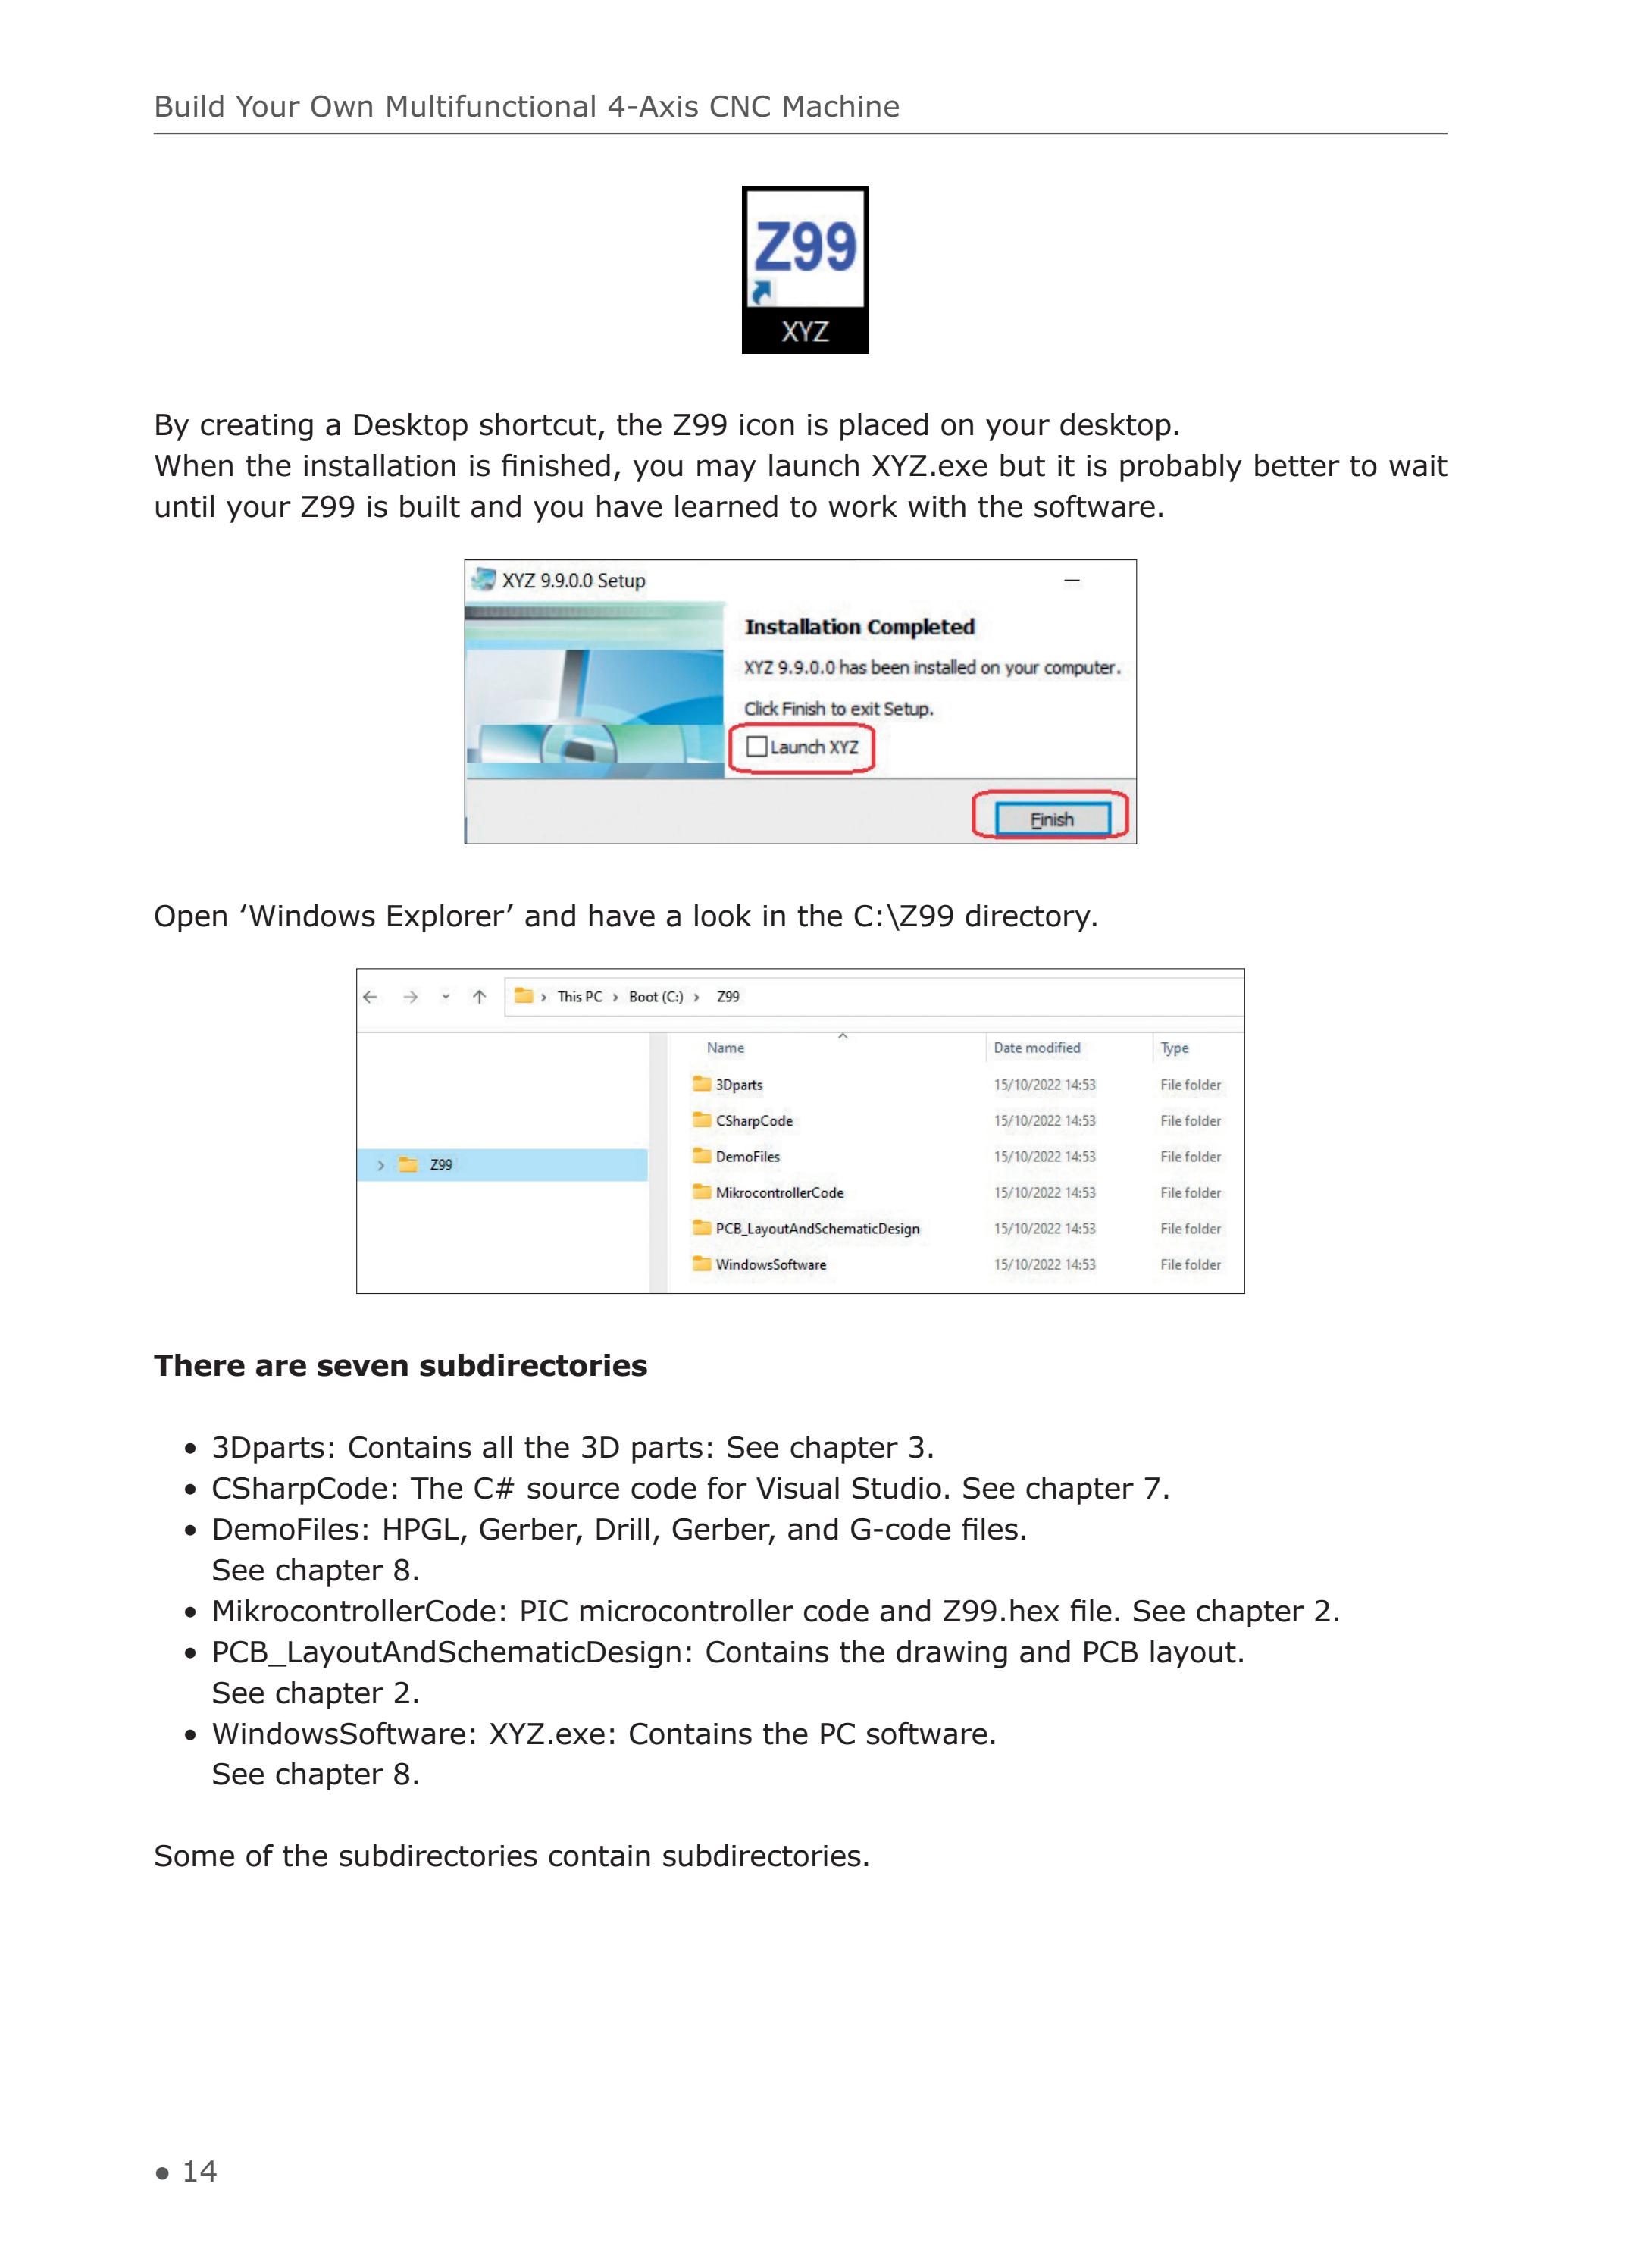 Build Your Own Multifunctional 4-Axis CNC Machine
Z99
XYZ
By creating a Desktop shortcut, the Z99 icon is placed on your desktop.
When the installation is finished, you may launch XYZ.exe but it is probably better to wait
until your Z99 is built and you have learned to work with the software.
XYZ 9.9.0.0 Setup
Installation Completed
XYZ 9.9.0.0 has been installed on your computer.
Click Finish to exit Setup.
Launch XYZ
Finish
Open ‘Windows Explorer’ and have a look in the C:\Z99 directory.
This PC > Boot (C:) > Z99
Name Date modified Type
3Dparts 15/10/2022 14:53 File folder
CSharpCode 15/10/2022 14:53 File folder
DemoFiles 15/10/2022 14:53 File folder
Z99
MikrocontrollerCode 15/10/2022 14:53 File folder
PCB_LayoutAndSchematicDesign 15/10/2022 14:53 File folder
WindowsSoftware 15/10/2022 14:53 File folder
There are seven subdirectories
• 3Dparts: Contains all the 3D parts: See chapter 3.
• CSharpCode: The C# source code for Visual Studio. See chapter 7.
• DemoFiles: HPGL, Gerber, Drill, Gerber, and G-code files.
See chapter 8.
• MikrocontrollerCode: PIC microcontroller code and Z99.hex file. See chapter 2.
• PCB_LayoutAndSchematicDesign: Contains the drawing and PCB layout.
See chapter 2.
• WindowsSoftware: XYZ.exe: Contains the PC software.
See chapter 8.
Some of the subdirectories contain subdirectories.
● 14